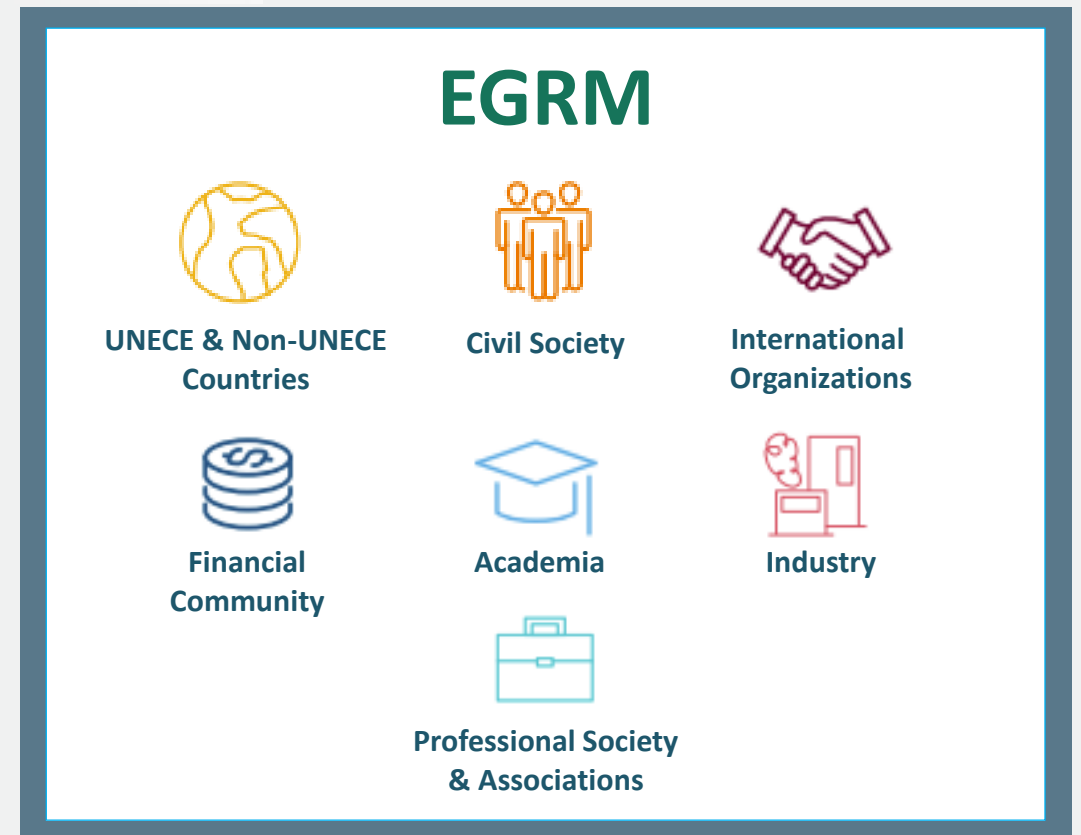 EGRM
UNECE & Non-UNECE
Countries
Civil Society
International
Organizations
Financial
Community
Academia
Industry
Professional Society
& Associations